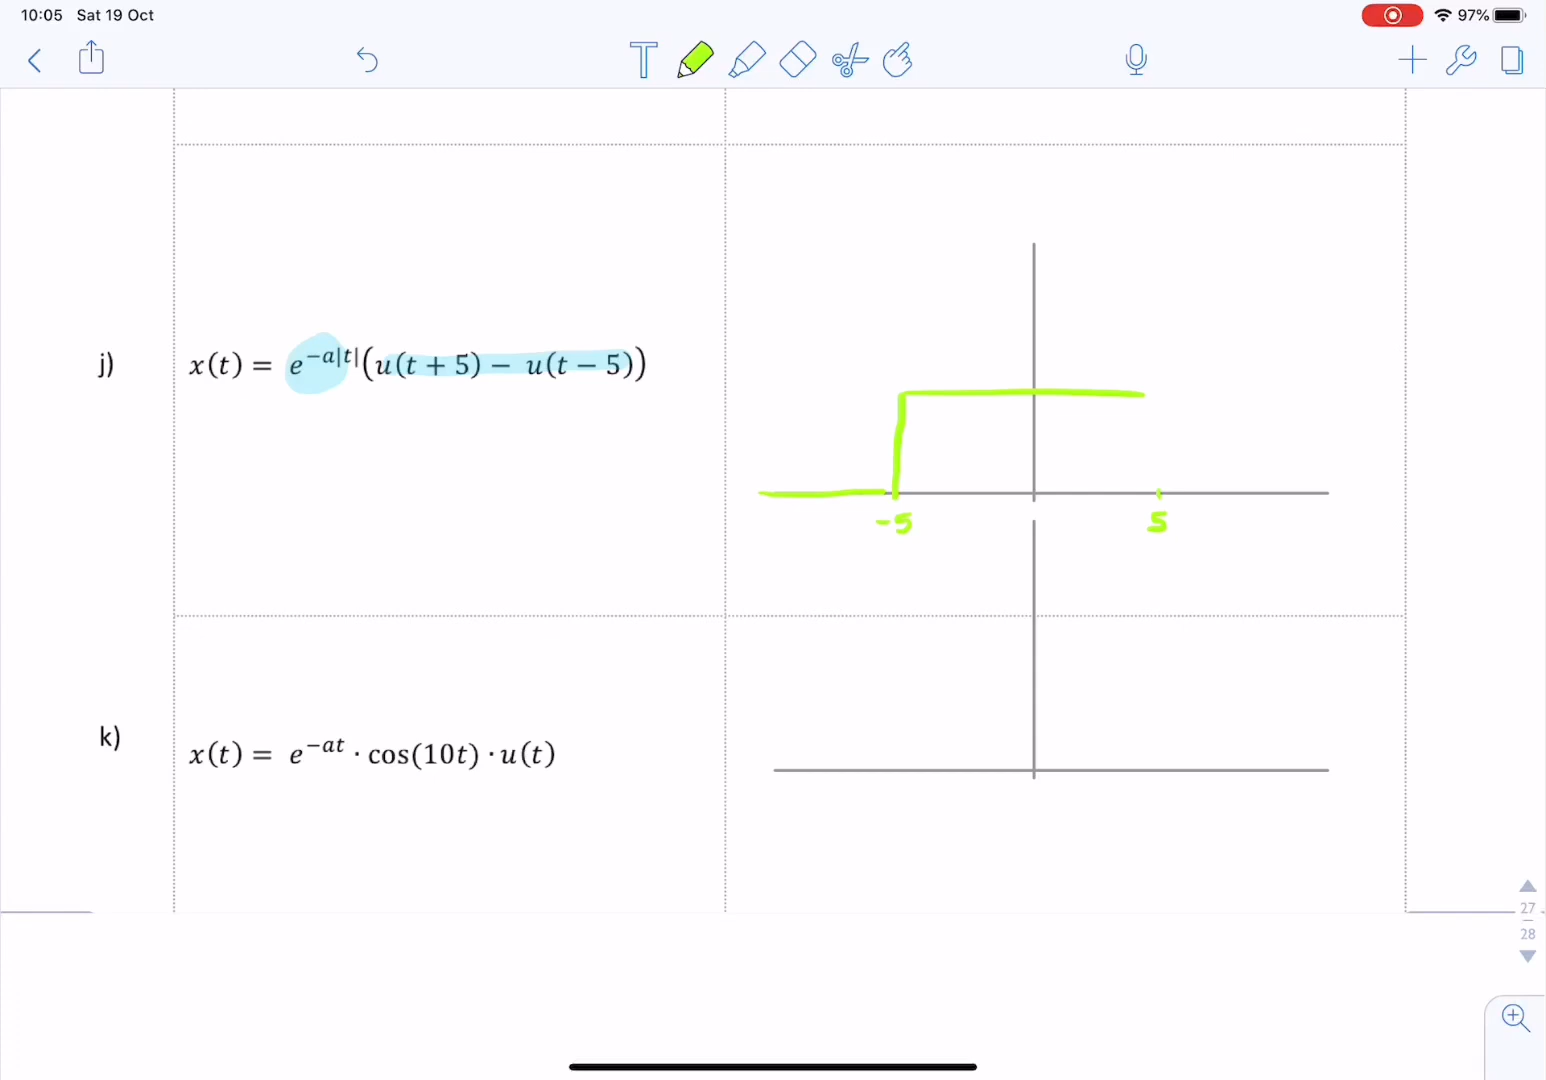 10:05 Sat 19 Oct 97%
T
j) x(t) = e^{-a|t|}(u(t + 5) − u(t − 5))
-5 5
k) x(t) = e^{-at} · cos(10t) · u(t)
27
28